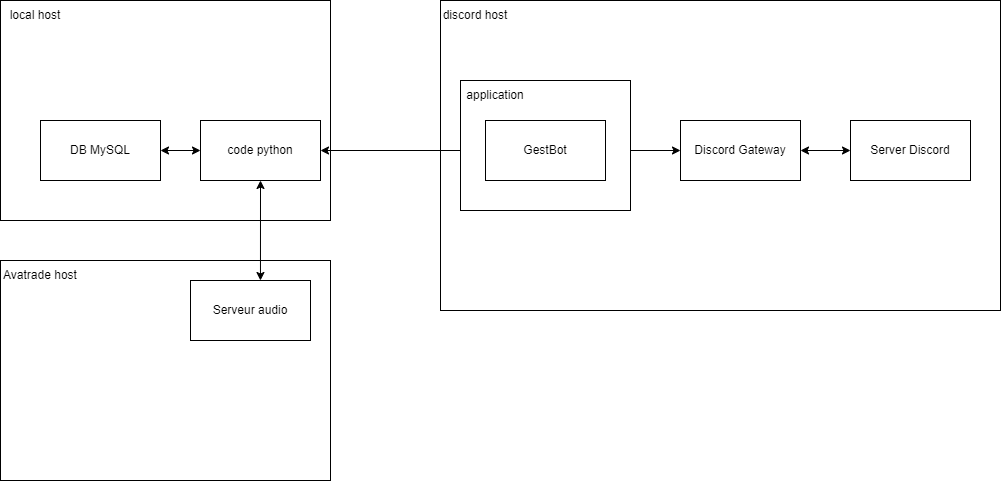 local host
discord host
application
DB MySQL
code python
GestBot
Discord Gateway
Server Discord
Avatrade host
Serveur audio